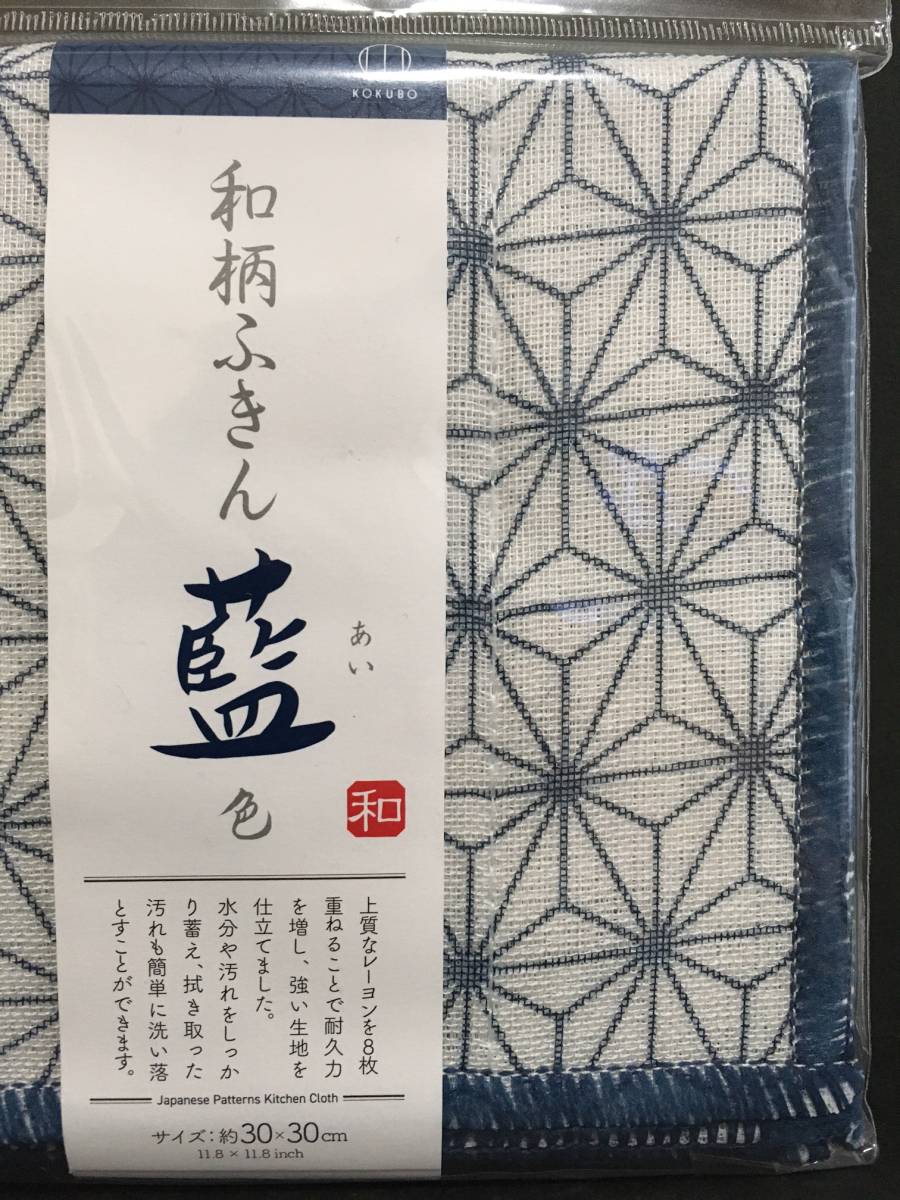 KOKUBO
和柄ふきん
藍
あい
色
和
上質なレーヨンを8枚
重ねることで耐久力
を増し、強い生地を
仕立てました。
水分や汚れをしっか
り蓄え、拭き取った
汚れも簡単に洗い落
とすことができます。
Japanese Patterns Kitchen Cloth
サイズ：約30×30cm
11.8 × 11.8 inch